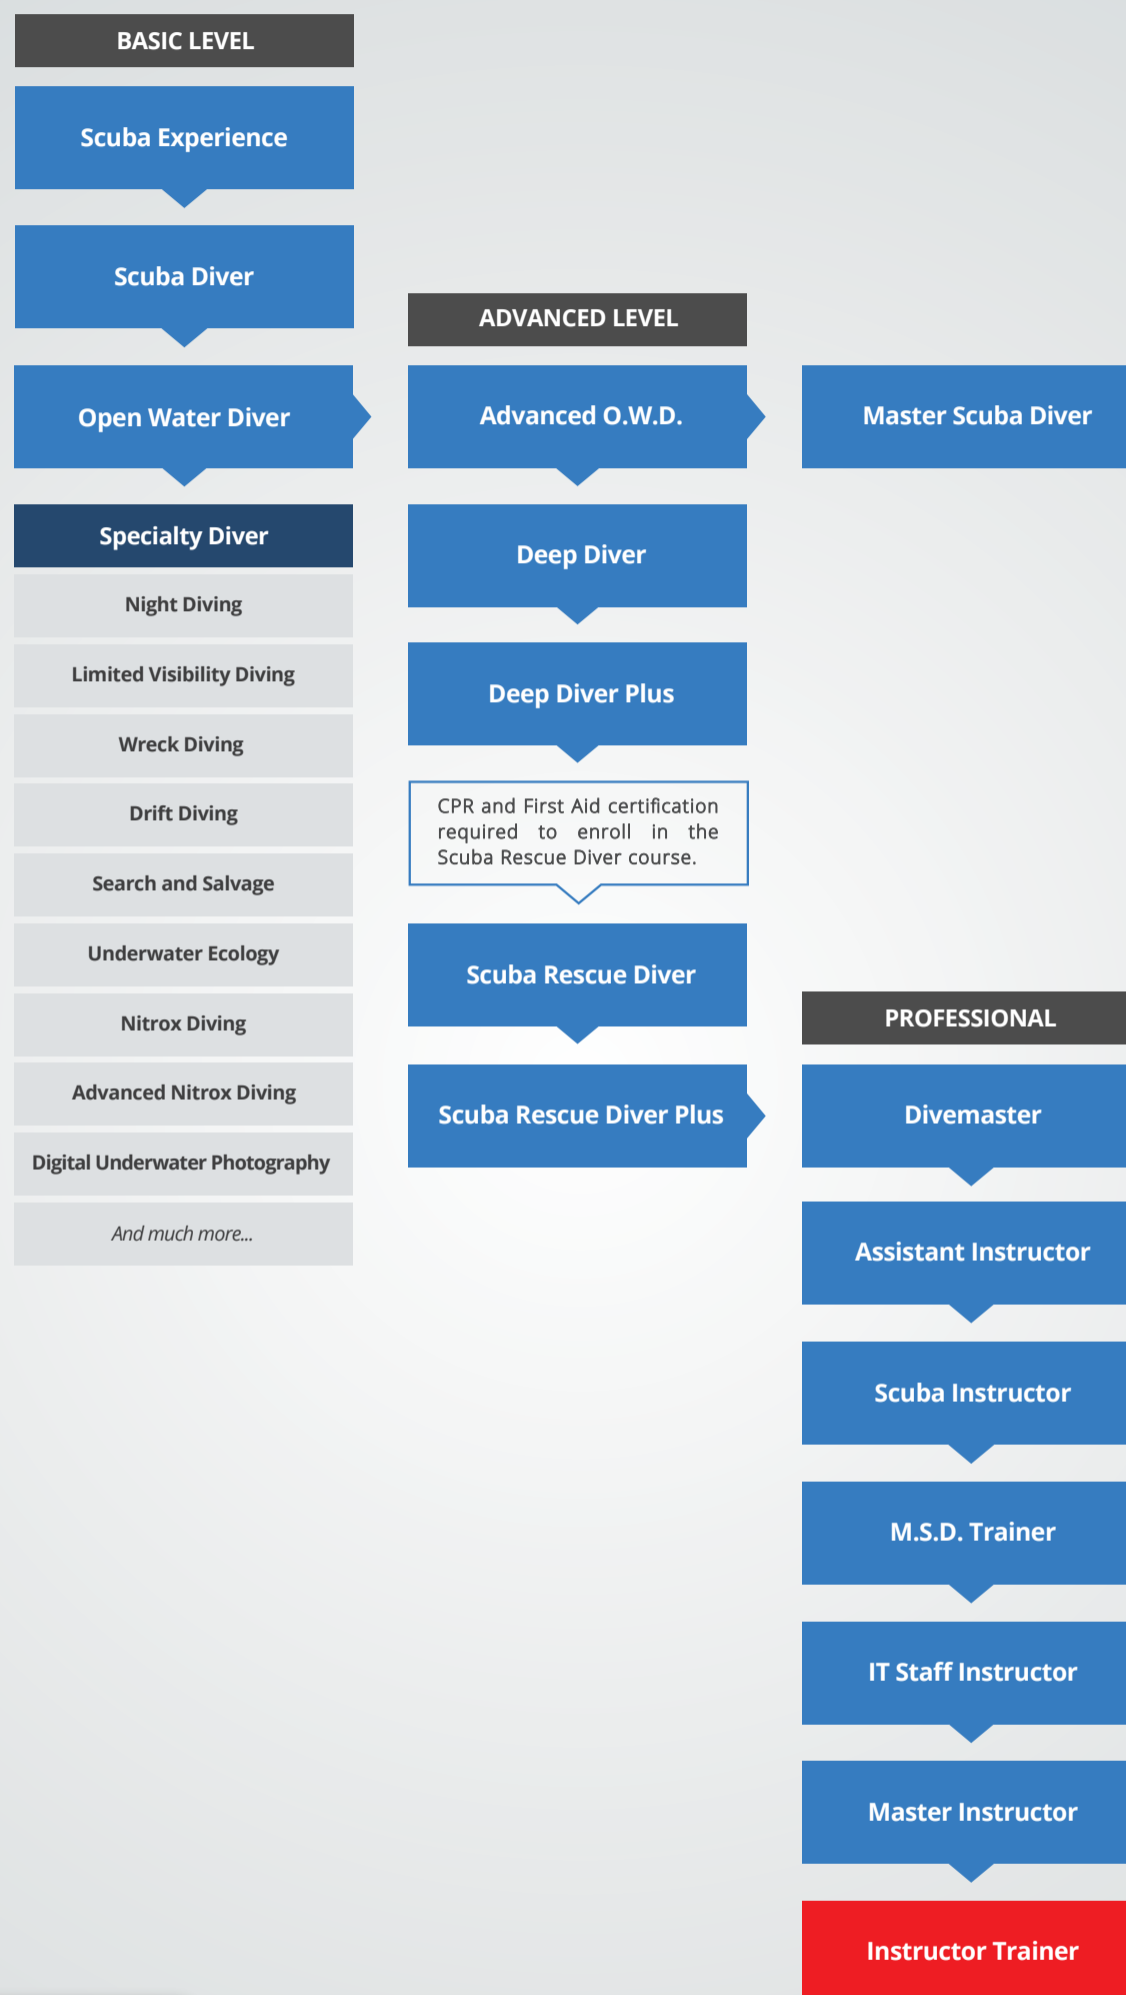 BASIC LEVEL
Scuba Experience
Scuba Diver
Open Water Diver
Specialty Diver
Night Diving
Limited Visibility Diving
Wreck Diving
Drift Diving
Search and Salvage
Underwater Ecology
Nitrox Diving
Advanced Nitrox Diving
Digital Underwater Photography
And much more...
ADVANCED LEVEL
Advanced O.W.D.
Deep Diver
Deep Diver Plus
CPR and First Aid certification
required to enroll in the
Scuba Rescue Diver course.
Scuba Rescue Diver
Scuba Rescue Diver Plus
Master Scuba Diver
PROFESSIONAL
Divemaster
Assistant Instructor
Scuba Instructor
M.S.D. Trainer
IT Staff Instructor
Master Instructor
Instructor Trainer